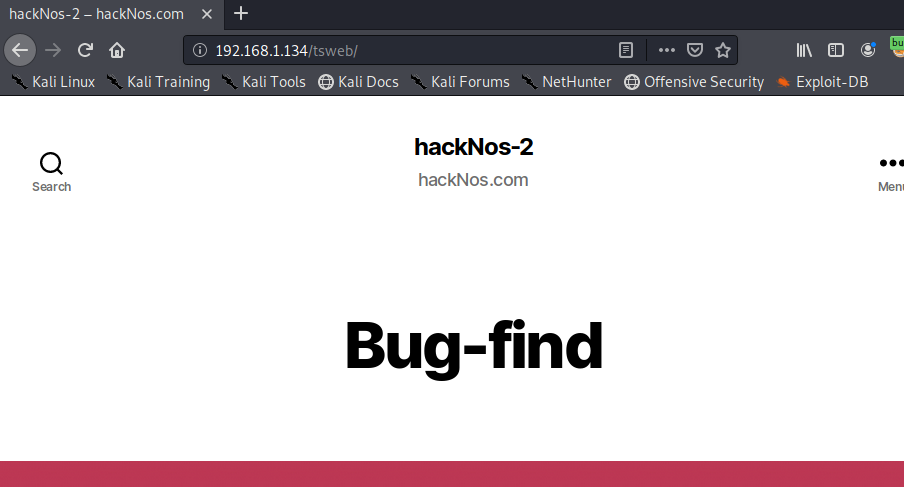 hackNos-2 – hackNos.com
192.168.1.134/tsweb/
Kali Linux Kali Training Kali Tools Kali Docs Kali Forums NetHunter Offensive Security Exploit-DB
hackNos-2
hackNos.com
Search
Menu
Bug-find